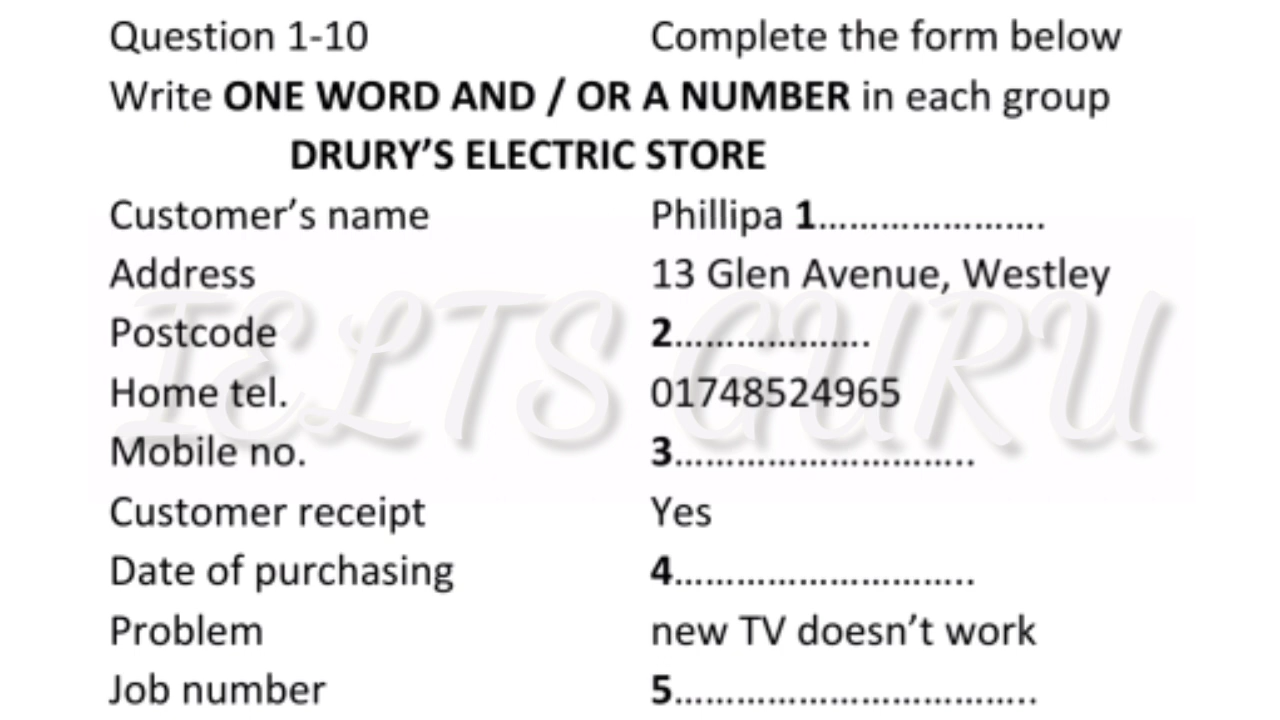 Question 1-10 Complete the form below
Write ONE WORD AND / OR A NUMBER in each group
DRURY’S ELECTRIC STORE
Customer’s name Phillipa 1......................
Address 13 Glen Avenue, Westley
Postcode 2...................
Home tel. 01748524965
Mobile no. 3.............................
Customer receipt Yes
Date of purchasing 4.............................
Problem new TV doesn’t work
Job number 5...................................
IELTS GURU